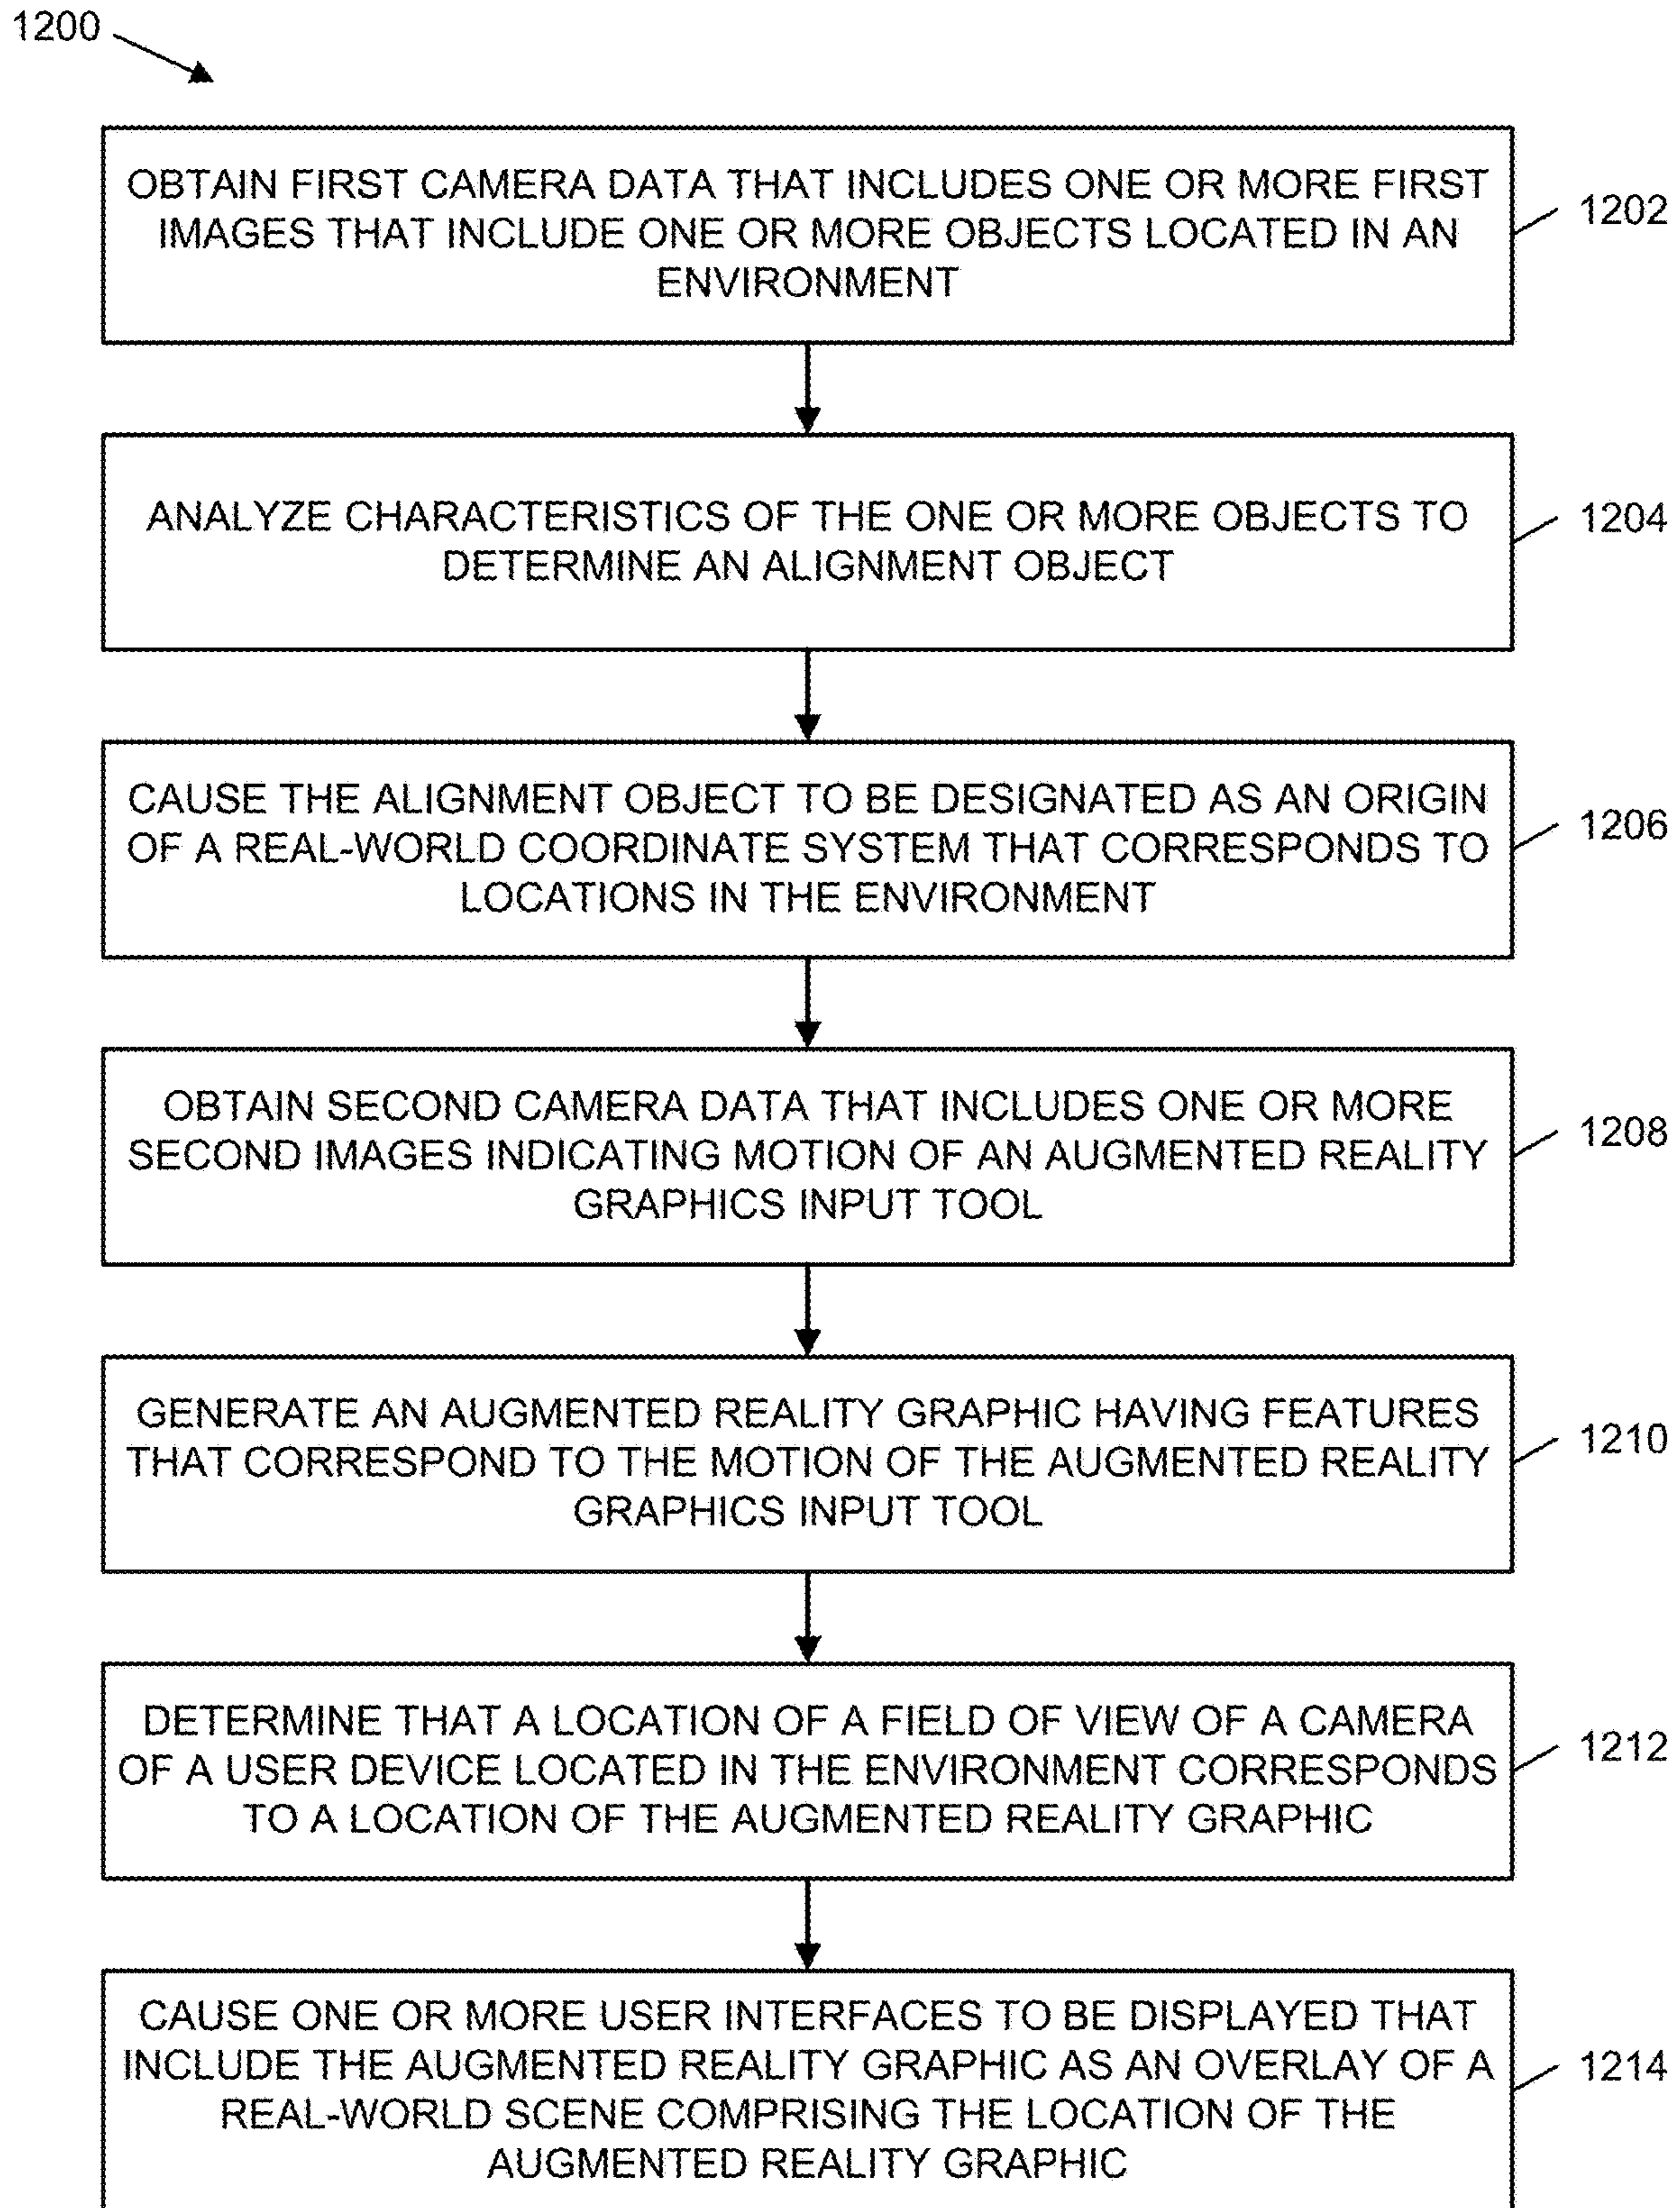 1200
OBTAIN FIRST CAMERA DATA THAT INCLUDES ONE OR MORE FIRST
IMAGES THAT INCLUDE ONE OR MORE OBJECTS LOCATED IN AN
ENVIRONMENT
1202
ANALYZE CHARACTERISTICS OF THE ONE OR MORE OBJECTS TO
DETERMINE AN ALIGNMENT OBJECT
1204
CAUSE THE ALIGNMENT OBJECT TO BE DESIGNATED AS AN ORIGIN
OF A REAL-WORLD COORDINATE SYSTEM THAT CORRESPONDS TO
LOCATIONS IN THE ENVIRONMENT
1206
OBTAIN SECOND CAMERA DATA THAT INCLUDES ONE OR MORE
SECOND IMAGES INDICATING MOTION OF AN AUGMENTED REALITY
GRAPHICS INPUT TOOL
1208
GENERATE AN AUGMENTED REALITY GRAPHIC HAVING FEATURES
THAT CORRESPOND TO THE MOTION OF THE AUGMENTED REALITY
GRAPHICS INPUT TOOL
1210
DETERMINE THAT A LOCATION OF A FIELD OF VIEW OF A CAMERA
OF A USER DEVICE LOCATED IN THE ENVIRONMENT CORRESPONDS
TO A LOCATION OF THE AUGMENTED REALITY GRAPHIC
1212
CAUSE ONE OR MORE USER INTERFACES TO BE DISPLAYED THAT
INCLUDE THE AUGMENTED REALITY GRAPHIC AS AN OVERLAY OF A
REAL-WORLD SCENE COMPRISING THE LOCATION OF THE
AUGMENTED REALITY GRAPHIC
1214